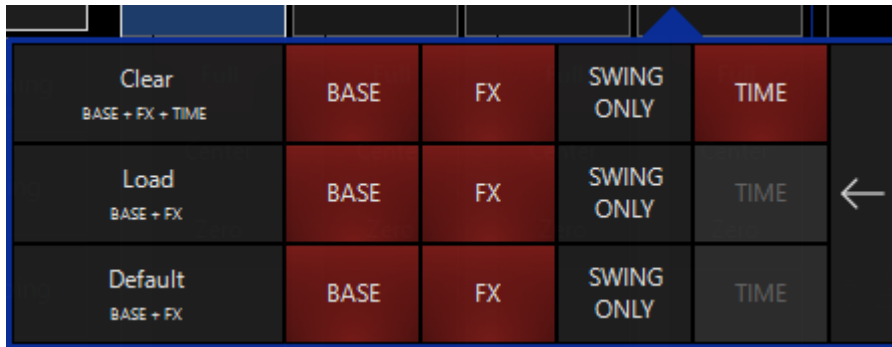 Clear
BASE + FX + TIME
BASE
FX
SWING
ONLY
TIME
Load
BASE + FX
BASE
FX
SWING
ONLY
TIME
Default
BASE + FX
BASE
FX
SWING
ONLY
TIME